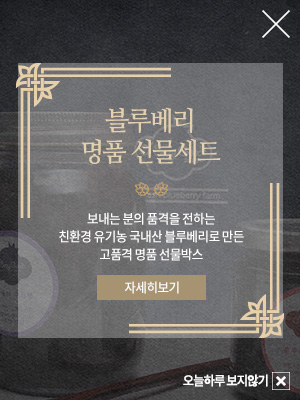 블루베리
명품 선물세트
보내는 분의 품격을 전하는
친환경 유기농 국내산 블루베리로 만든
고품격 명품 선물박스
자세히보기
오늘하루 보지않기